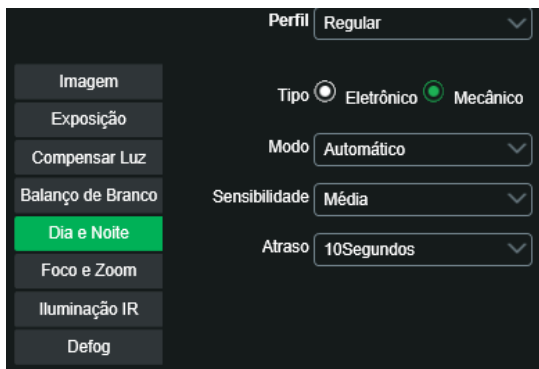 Perfil Regular
Imagem
Exposição
Compensar Luz
Balanço de Branco
Dia e Noite
Foco e Zoom
Iluminação IR
Defog
Tipo Eletrônico Mecânico
Modo Automático
Sensibilidade Média
Atraso 10Segundos